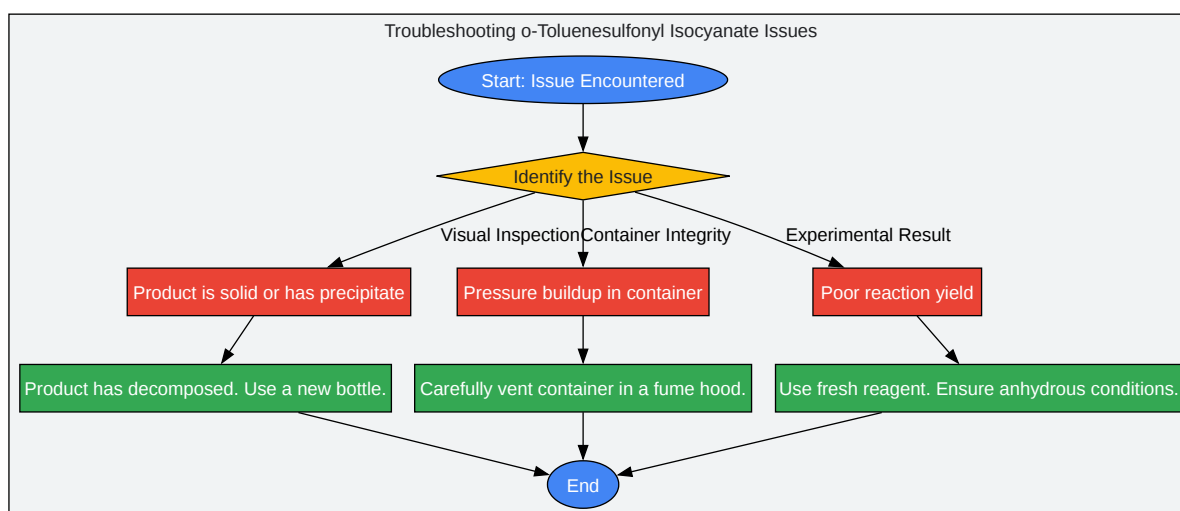 Troubleshooting o-Toluenesulfonyl Isocyanate Issues
Start: Issue Encountered
Identify the Issue
Visual Inspection
Container Integrity
Experimental Result
Product is solid or has precipitate
Pressure buildup in container
Poor reaction yield
Product has decomposed. Use a new bottle.
Carefully vent container in a fume hood.
Use fresh reagent. Ensure anhydrous conditions.
End